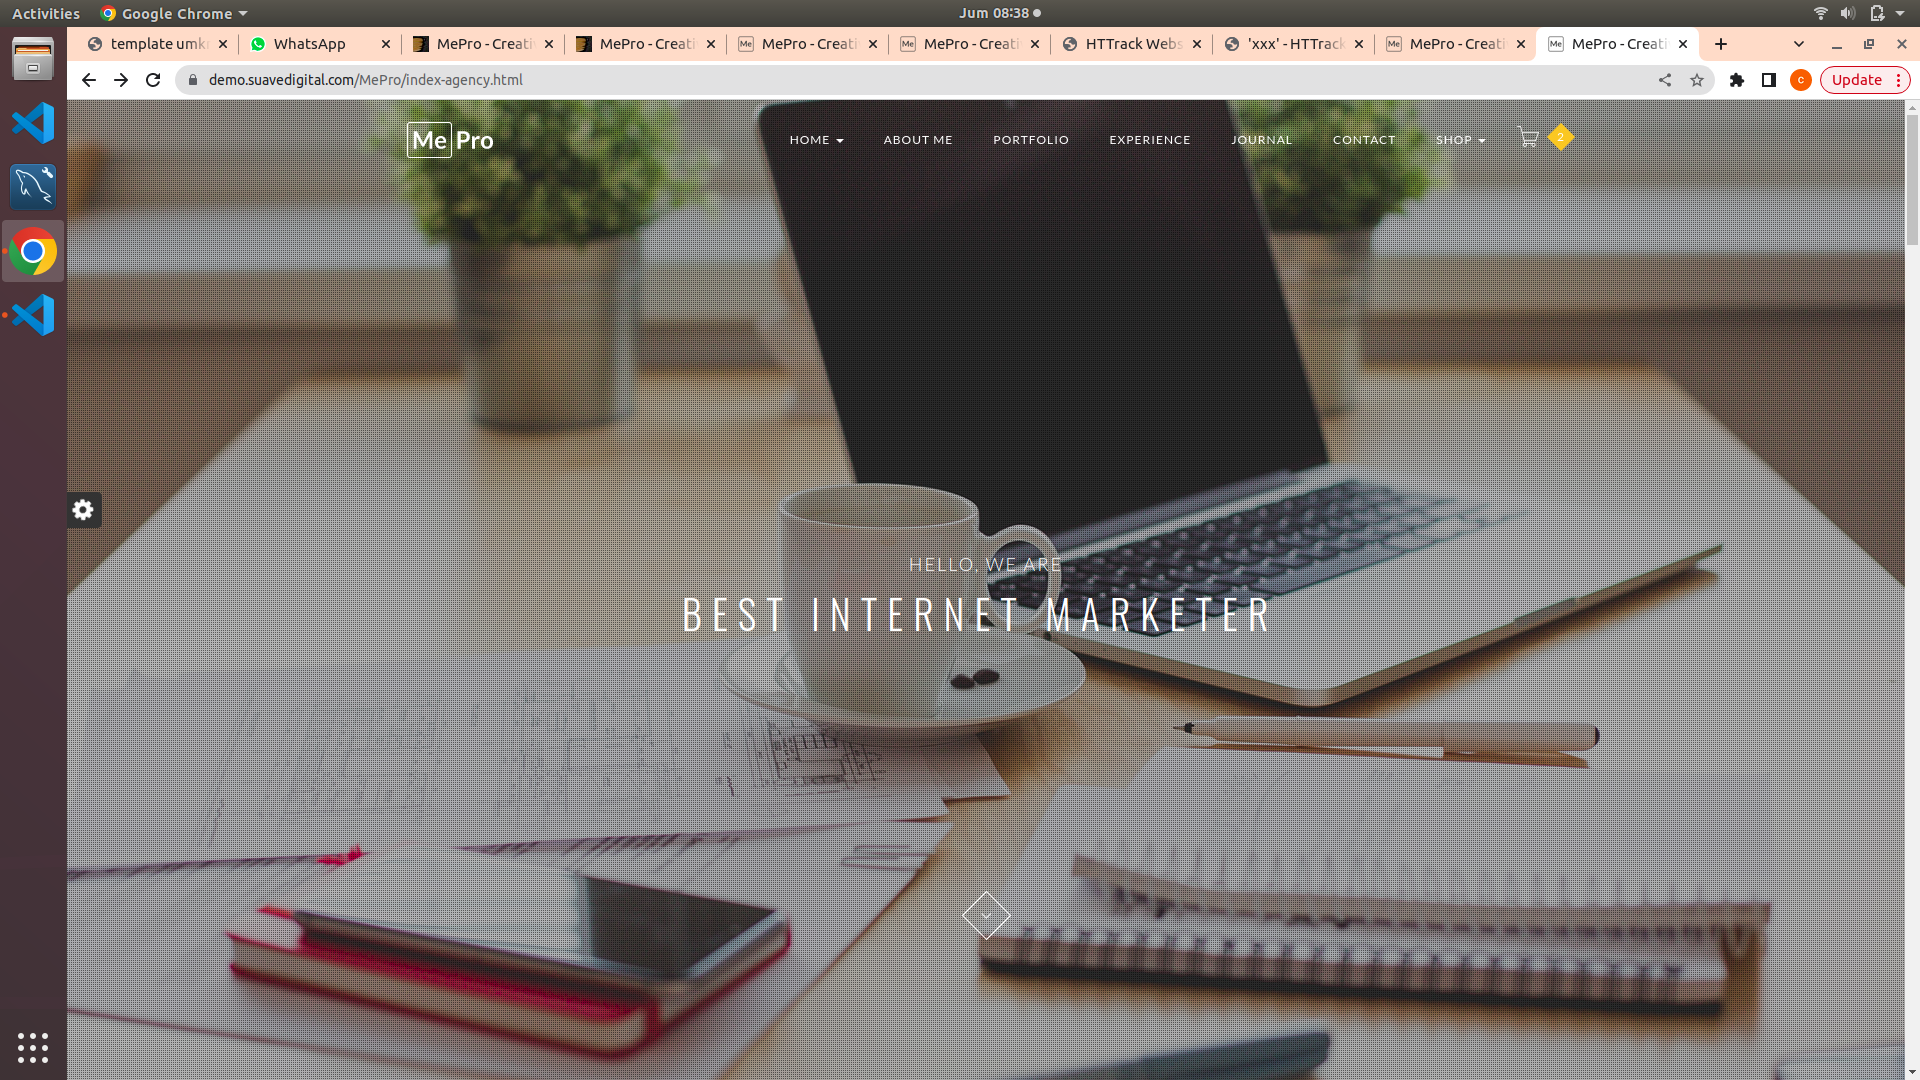 Activities
Google Chrome
Jum 08:38
template umk
WhatsApp
MePro - Creati
MePro - Creati
MePro - Creati
MePro - Creati
HTTrack Webs
'xxx' - HTTrack
MePro - Creati
MePro - Creati
demo.suavedigital.com/MePro/index-agency.html
c
Update
Me Pro
HOME
ABOUT ME
PORTFOLIO
EXPERIENCE
JOURNAL
CONTACT
SHOP
2
HELLO, WE ARE
BEST INTERNET MARKETER